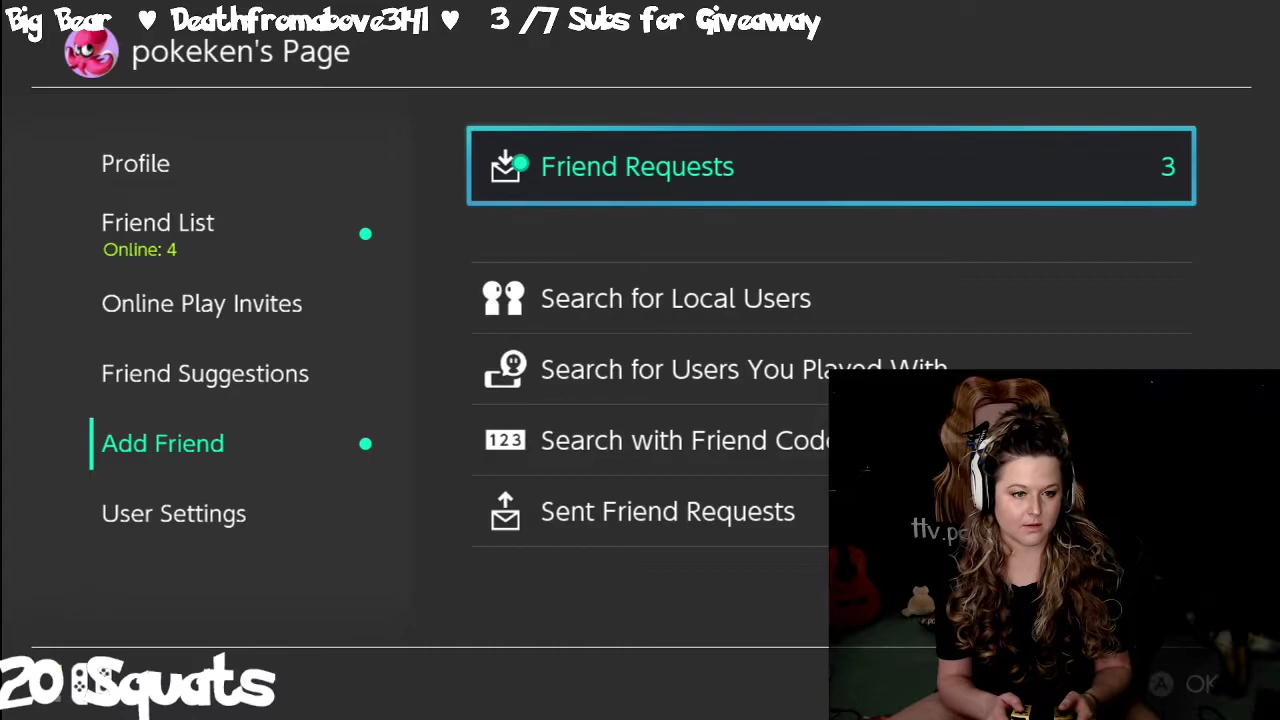 Big Bear ♥ Deathfromabove3141 ♥ 3 /7 Subs for Giveaway
pokeken's Page
Profile
Friend List
Online: 4
Online Play Invites
Friend Suggestions
Add Friend
User Settings
Friend Requests 3
Search for Local Users
Search for Users You Played With
123 Search with Friend Code
Sent Friend Requests
ttv.po
20 Squats
A OK